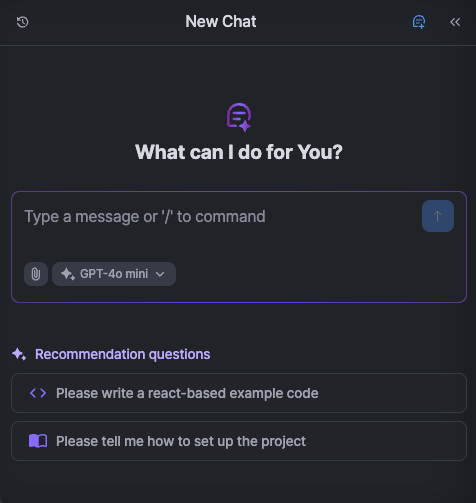 New Chat
What can I do for You?
Type a message or '/' to command
GPT-4o mini
Recommendation questions
Please write a react-based example code
Please tell me how to set up the project